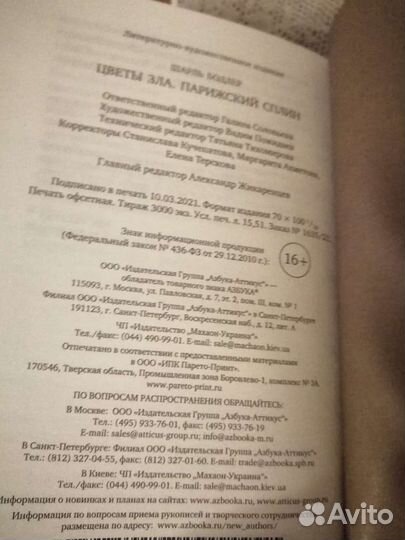 Литературно-художественное издание
ШАРЛЬ БОДЛЕР
ЦВЕТЫ ЗЛА. ПАРИЖСКИЙ СПЛИН
Ответственный редактор Галина Соловьева
Художественный редактор Вадим Пожидаев
Технический редактор Татьяна Тихомирова
Корректоры Станислава Кучепатова, Маргарита Ахметова,
Елена Терскова
Главный редактор Александр Жикаренцев
Подписано в печать 10.03.2021. Формат издания 70 × 100 1/32.
Печать офсетная. Тираж 3000 экз. Усл. печ. л. 15,51. Заказ №
Знак информационной продукции
(Федеральный закон № 436-ФЗ от 29.12.2010 г.):
16+
ООО «Издательская Группа „Азбука-Аттикус"» —
обладатель товарного знака АЗБУКА®
115093, г. Москва, ул. Павловская, д. 7, эт. 2, пом. III, ком. № 1
Филиал ООО «Издательская Группа „Азбука-Аттикус"» в Санкт-Петербурге
191123, г. Санкт-Петербург, Воскресенская наб., д. 12, лит. А
ЧП «Издательство „Махаон-Украина"»
Тел./факс: (044) 490-99-01. E-mail: sale@machaon.kiev.ua
Отпечатано в соответствии с предоставленными материалами
в ООО «ИПК Парето-Принт».
170546, Тверская область, Промышленная зона Боровлево-1, комплекс № 3А
www.pareto-print.ru
ПО ВОПРОСАМ РАСПРОСТРАНЕНИЯ ОБРАЩАЙТЕСЬ:
В Москве: ООО «Издательская Группа „Азбука-Аттикус"»
Тел.: (495) 933-76-01, факс: (495) 933-76-19
E-mail: sales@atticus-group.ru; info@azbooka-m.ru
В Санкт-Петербурге: Филиал ООО «Издательская Группа „Азбука-Аттикус"»
Тел.: (812) 327-04-55, факс: (812) 327-01-60. E-mail: trade@azbooka.spb.ru
В Киеве: ЧП «Издательство „Махаон-Украина"»
Тел./факс: (044) 490-99-01. E-mail: sale@machaon.kiev.ua
Информация о новинках и планах на сайтах: www.azbooka.ru, www.atticus-group.ru
Информация по вопросам приема рукописей и творческого сотрудничества
размещена по адресу: www.azbooka.ru/new_authors/
Avito